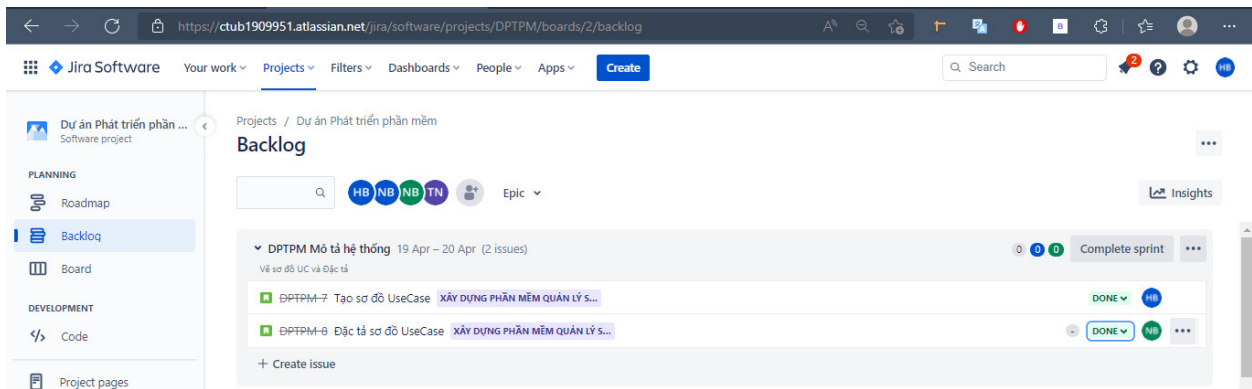 https://ctub1909951.atlassian.net/jira/software/projects/DPTPM/boards/2/backlog
Jira Software Your work Projects Filters Dashboards People Apps Create Search 2 HB
Dự án Phát triển phần ...
Software project
PLANNING
Roadmap
Backlog
Board
DEVELOPMENT
Code
Project pages
Projects / Dự án Phát triển phần mềm
Backlog
HB NB NB TN Epic Insights
DPTPM Mô tả hệ thống 19 Apr – 20 Apr (2 issues) 0 0 0 Complete sprint
Vẽ sơ đồ UC và Đặc tả
DPTPM-7 Tạo sơ đồ UseCase XÂY DỰNG PHẦN MỀM QUẢN LÝ S... DONE HB
DPTPM-8 Đặc tả sơ đồ UseCase XÂY DỰNG PHẦN MỀM QUẢN LÝ S... - DONE NB
+ Create issue